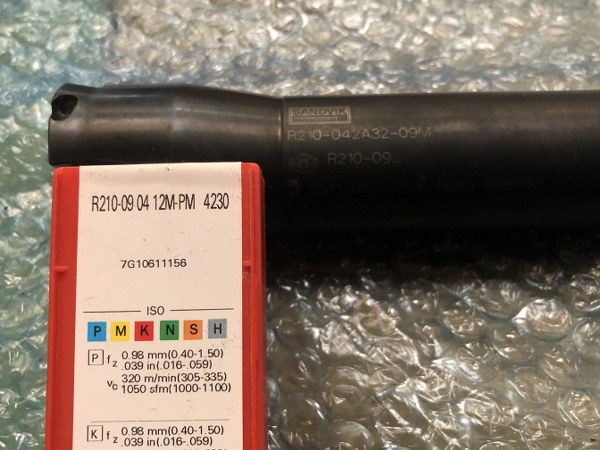 SANDVIK
R210-042A32-09M
R210-09
R210-09 04 12M-PM 4230
7G10611156
ISO
P M K N S H
P fz 0.98 mm(0.40-1.50)
.039 in(.016-.059)
vc 320 m/min(305-335)
1050 sfm(1000-1100)
K fz 0.98 mm(0.40-1.50)
.039 in(.016-.059)